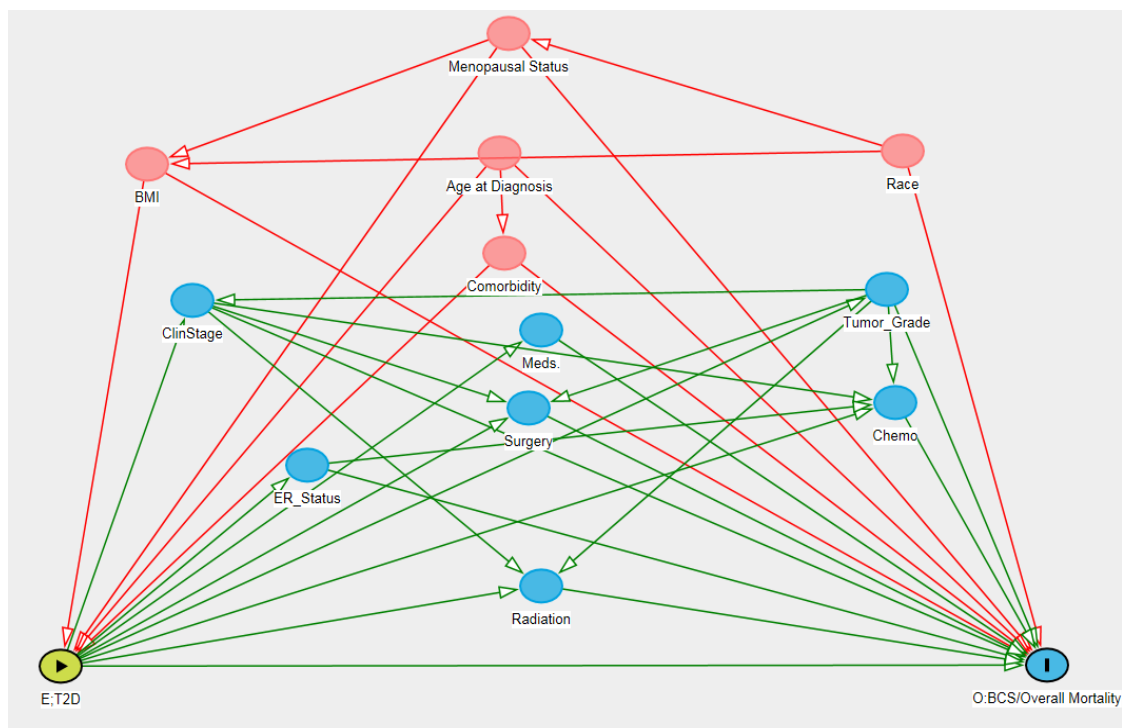 Menopausal Status
BMI
Age at Diagnosis
Race
Comorbidity
ClinStage
Tumor_Grade
Meds.
Surgery
Chemo
ER_Status
Radiation
E;T2D
O:BCS/Overall Mortality